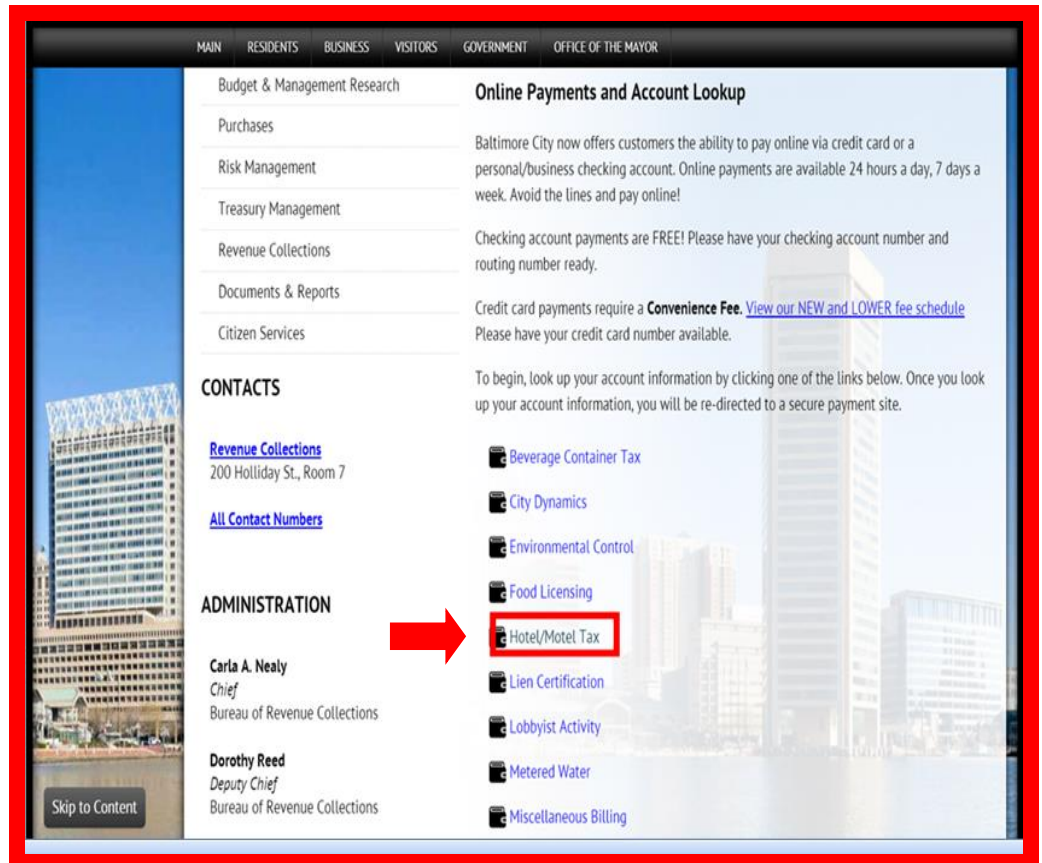 MAIN RESIDENTS BUSINESS VISITORS GOVERNMENT OFFICE OF THE MAYOR
Budget & Management Research
Purchases
Risk Management
Treasury Management
Revenue Collections
Documents & Reports
Citizen Services
CONTACTS
Revenue Collections
200 Holliday St., Room 7
All Contact Numbers
ADMINISTRATION
Carla A. Nealy
Chief
Bureau of Revenue Collections
Dorothy Reed
Deputy Chief
Bureau of Revenue Collections
Skip to Content
Online Payments and Account Lookup
Baltimore City now offers customers the ability to pay online via credit card or a
personal/business checking account. Online payments are available 24 hours a day, 7 days a
week. Avoid the lines and pay online!
Checking account payments are FREE! Please have your checking account number and
routing number ready.
Credit card payments require a Convenience Fee. View our NEW and LOWER fee schedule
Please have your credit card number available.
To begin, look up your account information by clicking one of the links below. Once you look
up your account information, you will be re-directed to a secure payment site.
Beverage Container Tax
City Dynamics
Environmental Control
Food Licensing
Hotel/Motel Tax
Lien Certification
Lobbyist Activity
Metered Water
Miscellaneous Billing